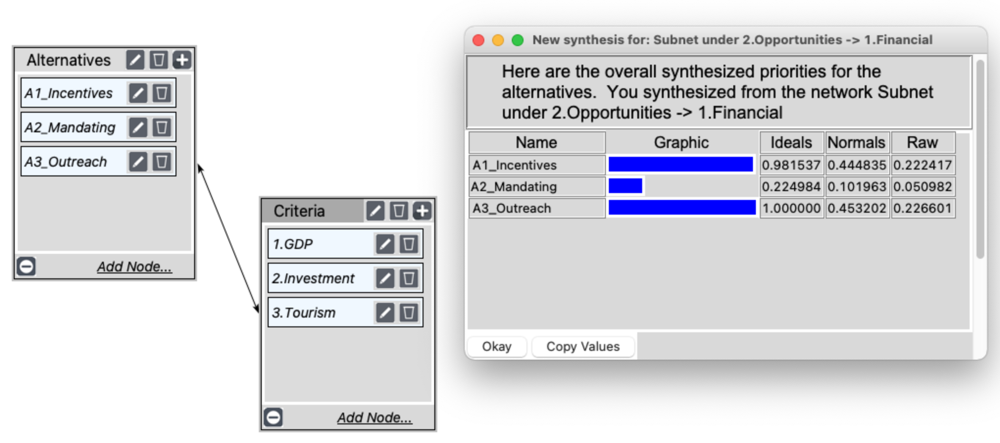 Alternatives
A1_Incentives
A2_Mandating
A3_Outreach
Add Node...
Criteria
1.GDP
2.Investment
3.Tourism
Add Node...
New synthesis for: Subnet under 2.Opportunities -> 1.Financial
Here are the overall synthesized priorities for the
alternatives. You synthesized from the network Subnet
under 2.Opportunities -> 1.Financial
Name Graphic Ideals Normals Raw
A1_Incentives 0.981537 0.444835 0.222417
A2_Mandating 0.224984 0.101963 0.050982
A3_Outreach 1.000000 0.453202 0.226601
Okay Copy Values